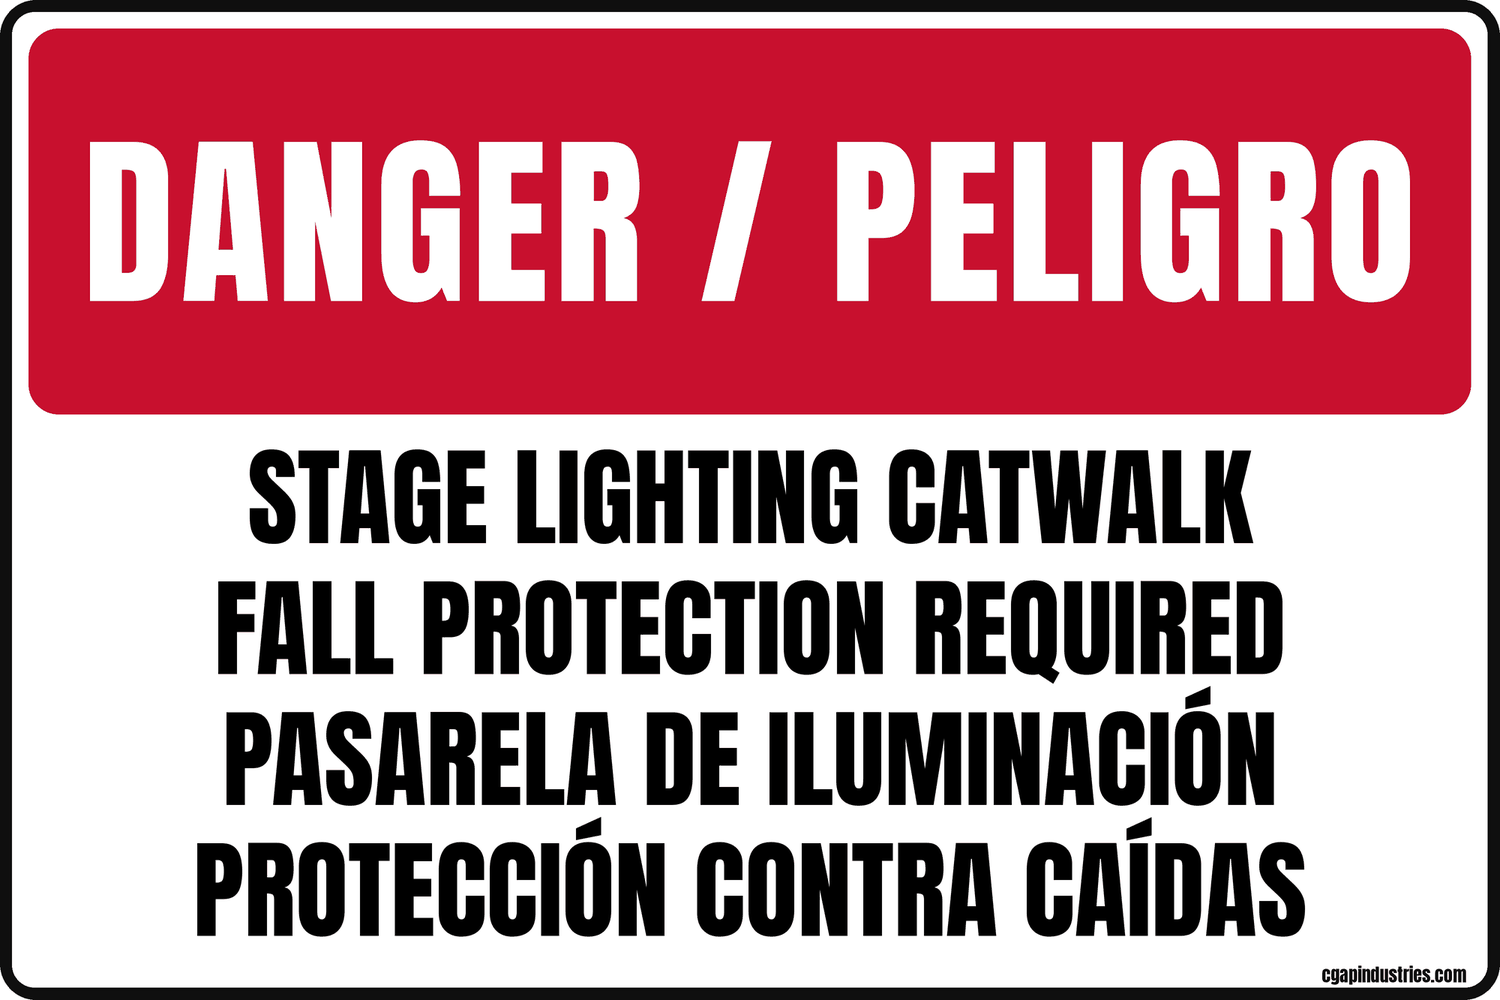 DANGER / PELIGRO
STAGE LIGHTING CATWALK
FALL PROTECTION REQUIRED
PASARELA DE ILUMINACIÓN
PROTECCIÓN CONTRA CAÍDAS
cgapindustries.com